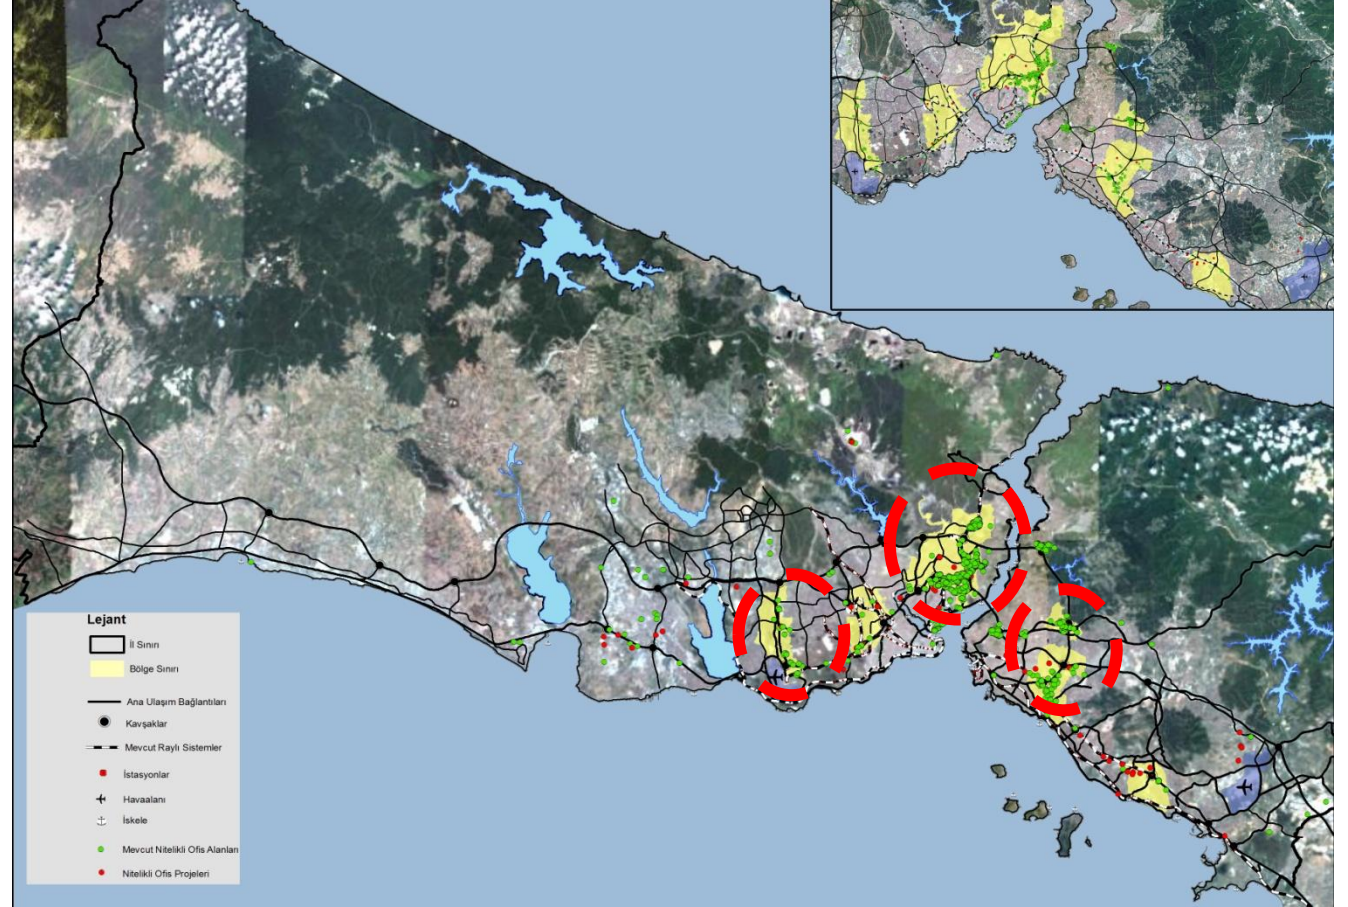 Lejant
İl Sınırı
Bölge Sınırı
Ana Ulaşım Bağlantıları
Kavşaklar
Mevcut Raylı Sistemler
İstasyonlar
Havaalanı
İskele
Mevcut Nitelikli Ofis Alanları
Nitelikli Ofis Projeleri